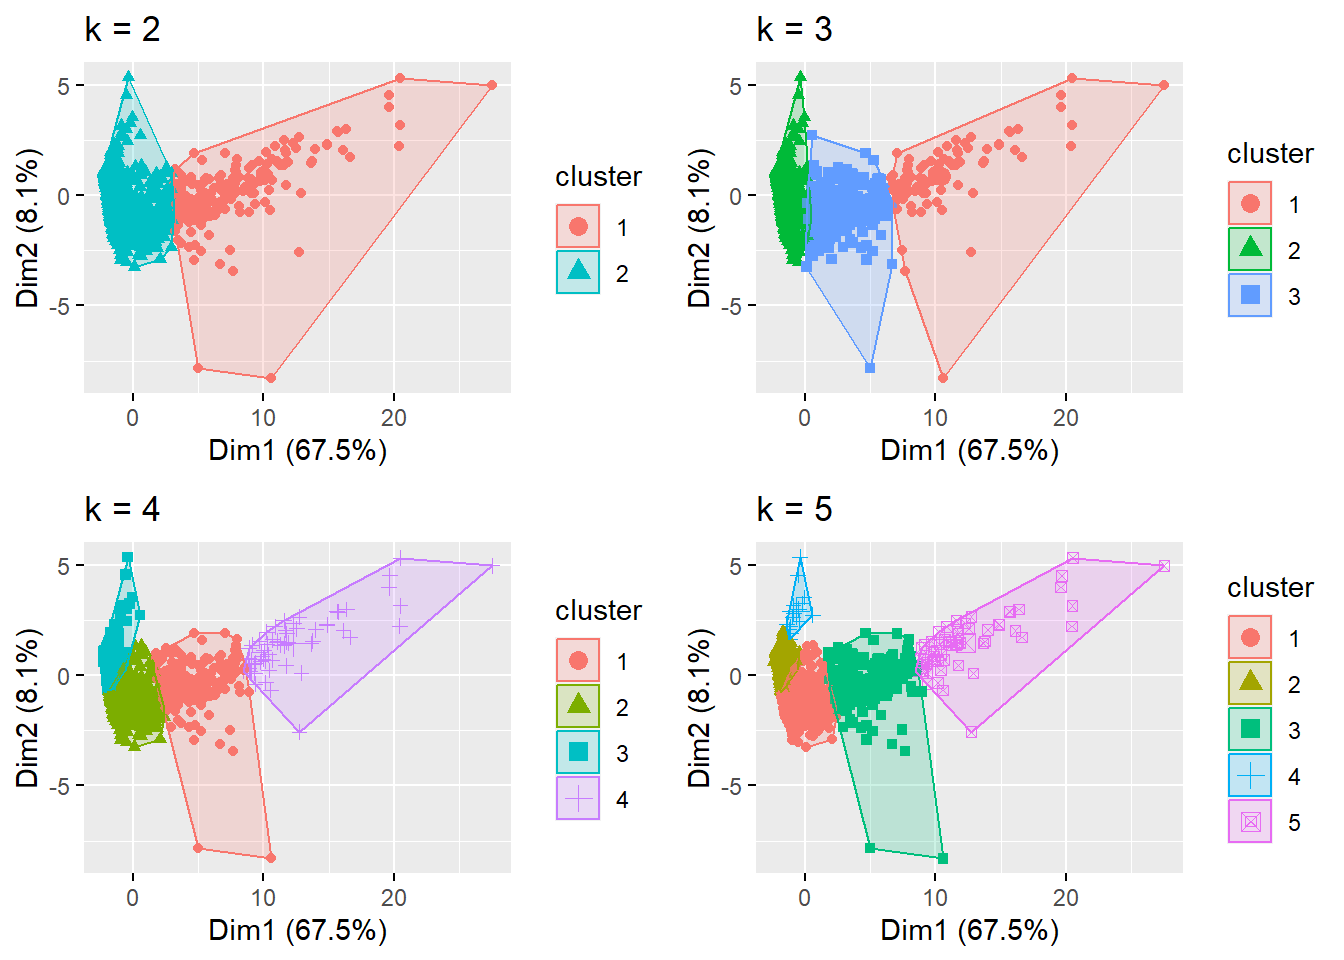 k = 2
5
0
-5
0
10
20
Dim2 (8.1%)
Dim1 (67.5%)
cluster
1
2
k = 3
5
0
-5
0
10
20
Dim2 (8.1%)
Dim1 (67.5%)
cluster
1
2
3
k = 4
5
0
-5
0
10
20
Dim2 (8.1%)
Dim1 (67.5%)
cluster
1
2
3
4
k = 5
5
0
-5
0
10
20
Dim2 (8.1%)
Dim1 (67.5%)
cluster
1
2
3
4
5